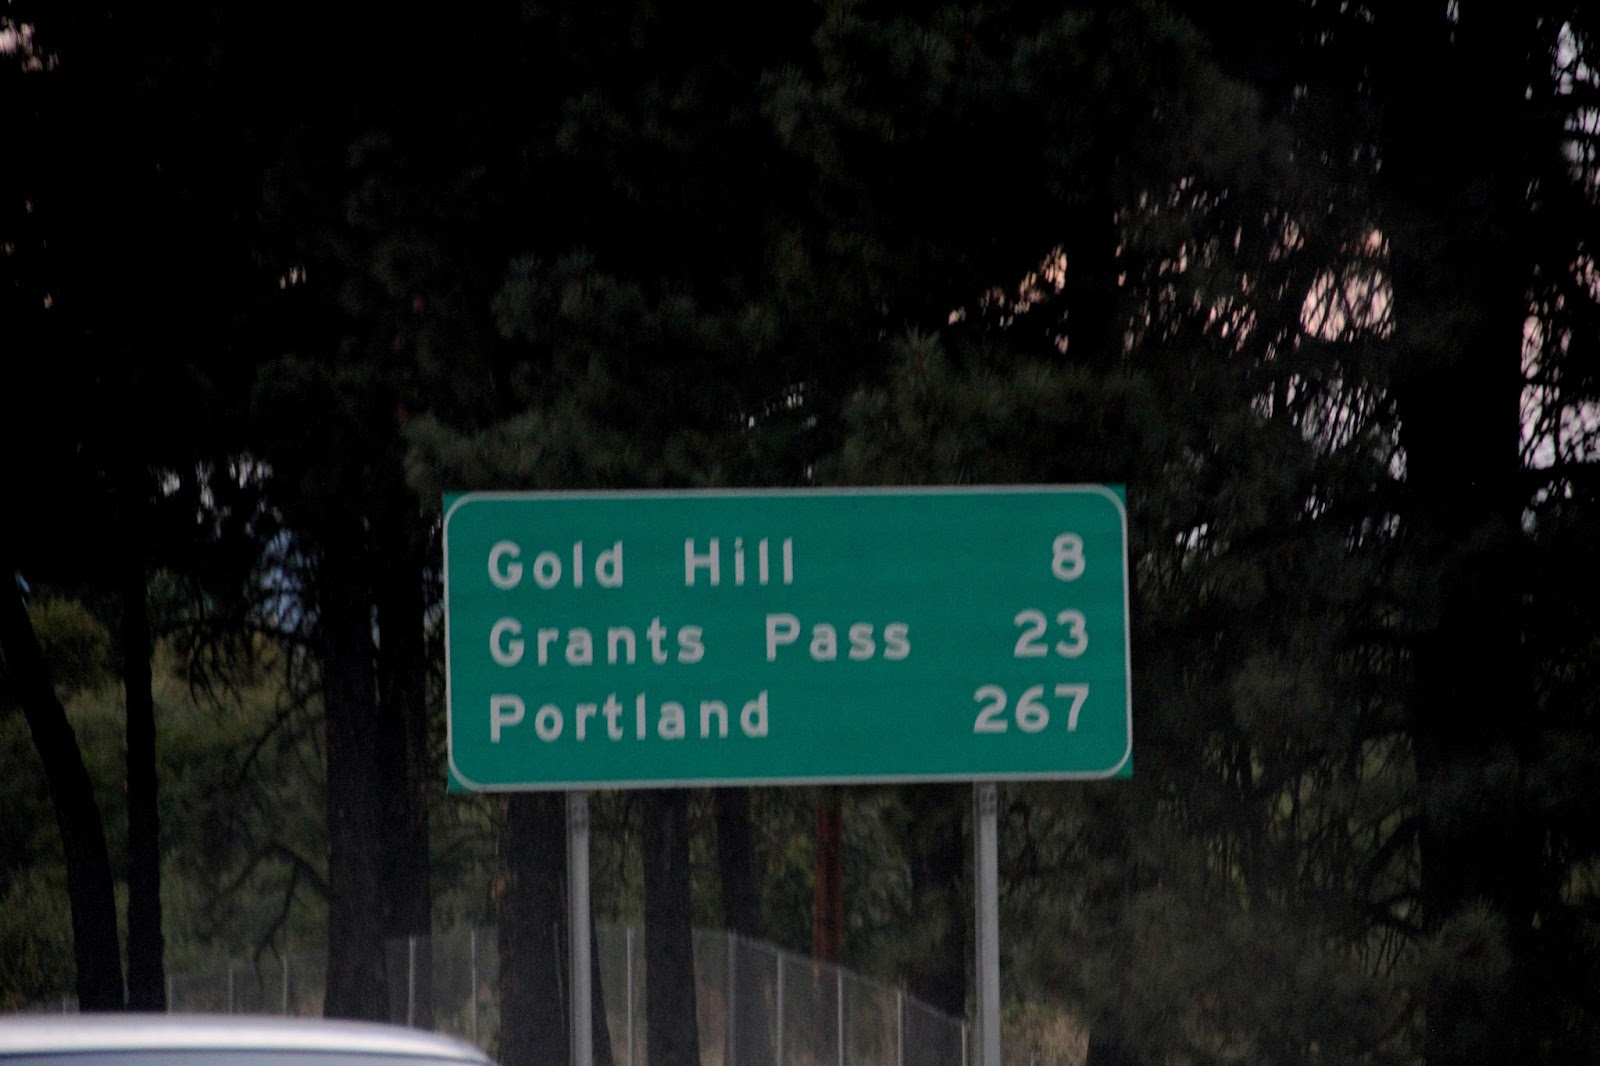 Gold Hill 8
Grants Pass 23
Portland 267